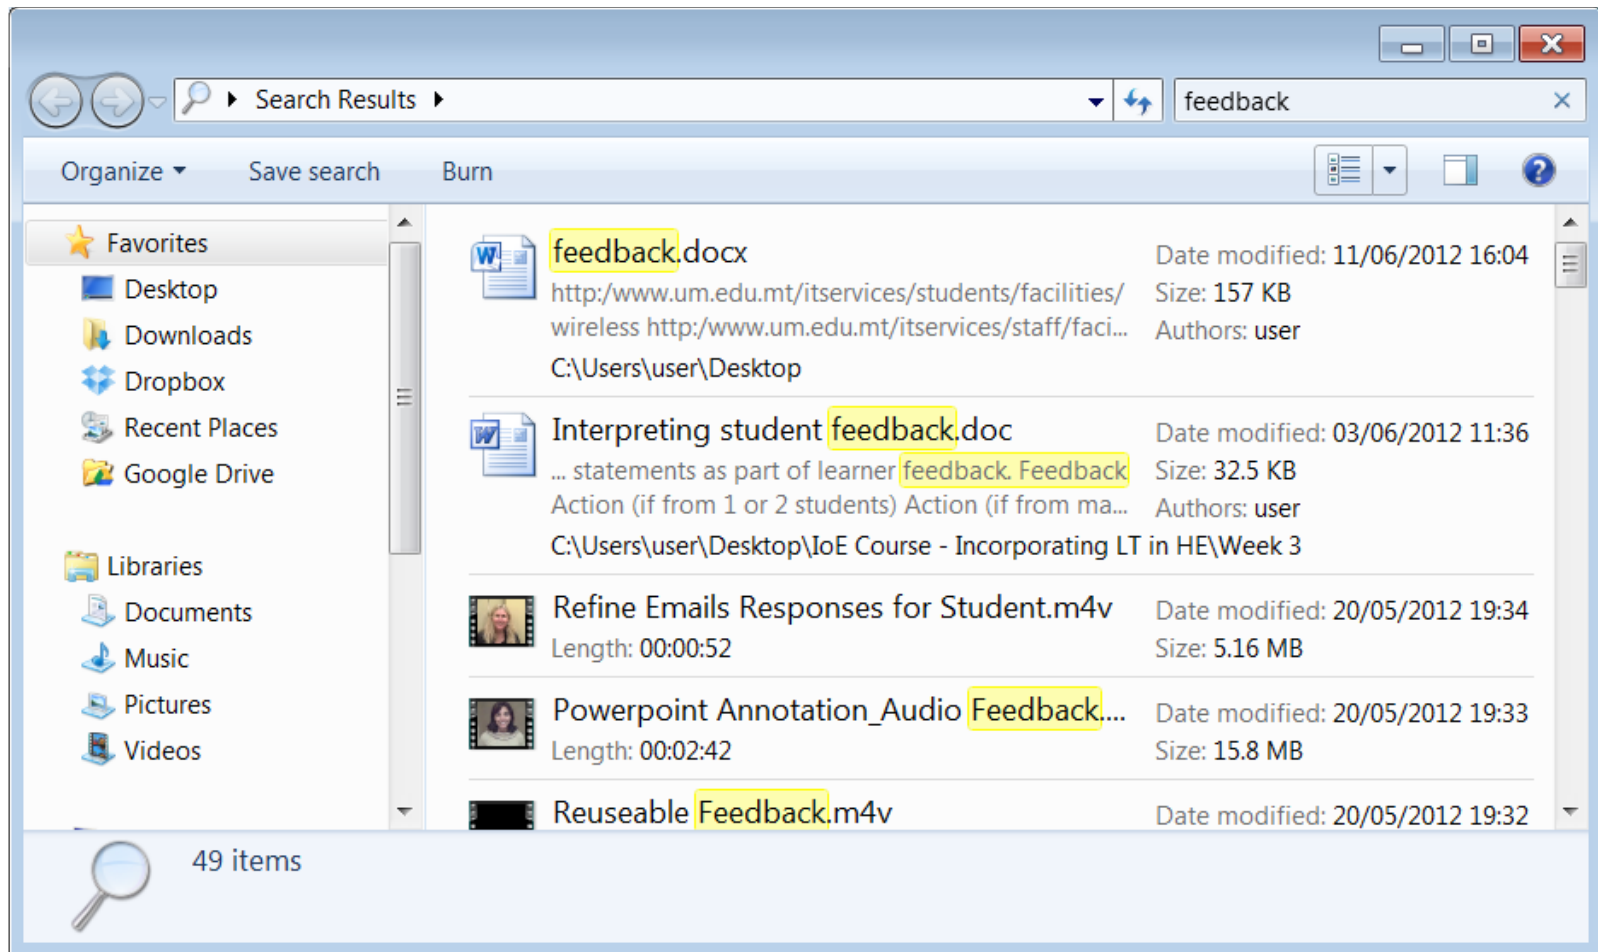 Search Results
feedback
Organize
Save search
Burn
Favorites
Desktop
Downloads
Dropbox
Recent Places
Google Drive
Libraries
Documents
Music
Pictures
Videos
feedback.docx
http:/www.um.edu.mt/itservices/students/facilities/
wireless http:/www.um.edu.mt/itservices/staff/faci...
C:\Users\user\Desktop
Date modified: 11/06/2012 16:04
Size: 157 KB
Authors: user
Interpreting student feedback.doc
... statements as part of learner feedback. Feedback
Action (if from 1 or 2 students) Action (if from ma...
C:\Users\user\Desktop\IoE Course - Incorporating LT in HE\Week 3
Date modified: 03/06/2012 11:36
Size: 32.5 KB
Authors: user
Refine Emails Responses for Student.m4v
Length: 00:00:52
Date modified: 20/05/2012 19:34
Size: 5.16 MB
Powerpoint Annotation_Audio Feedback....
Length: 00:02:42
Date modified: 20/05/2012 19:33
Size: 15.8 MB
Reuseable Feedback.m4v
Date modified: 20/05/2012 19:32
49 items